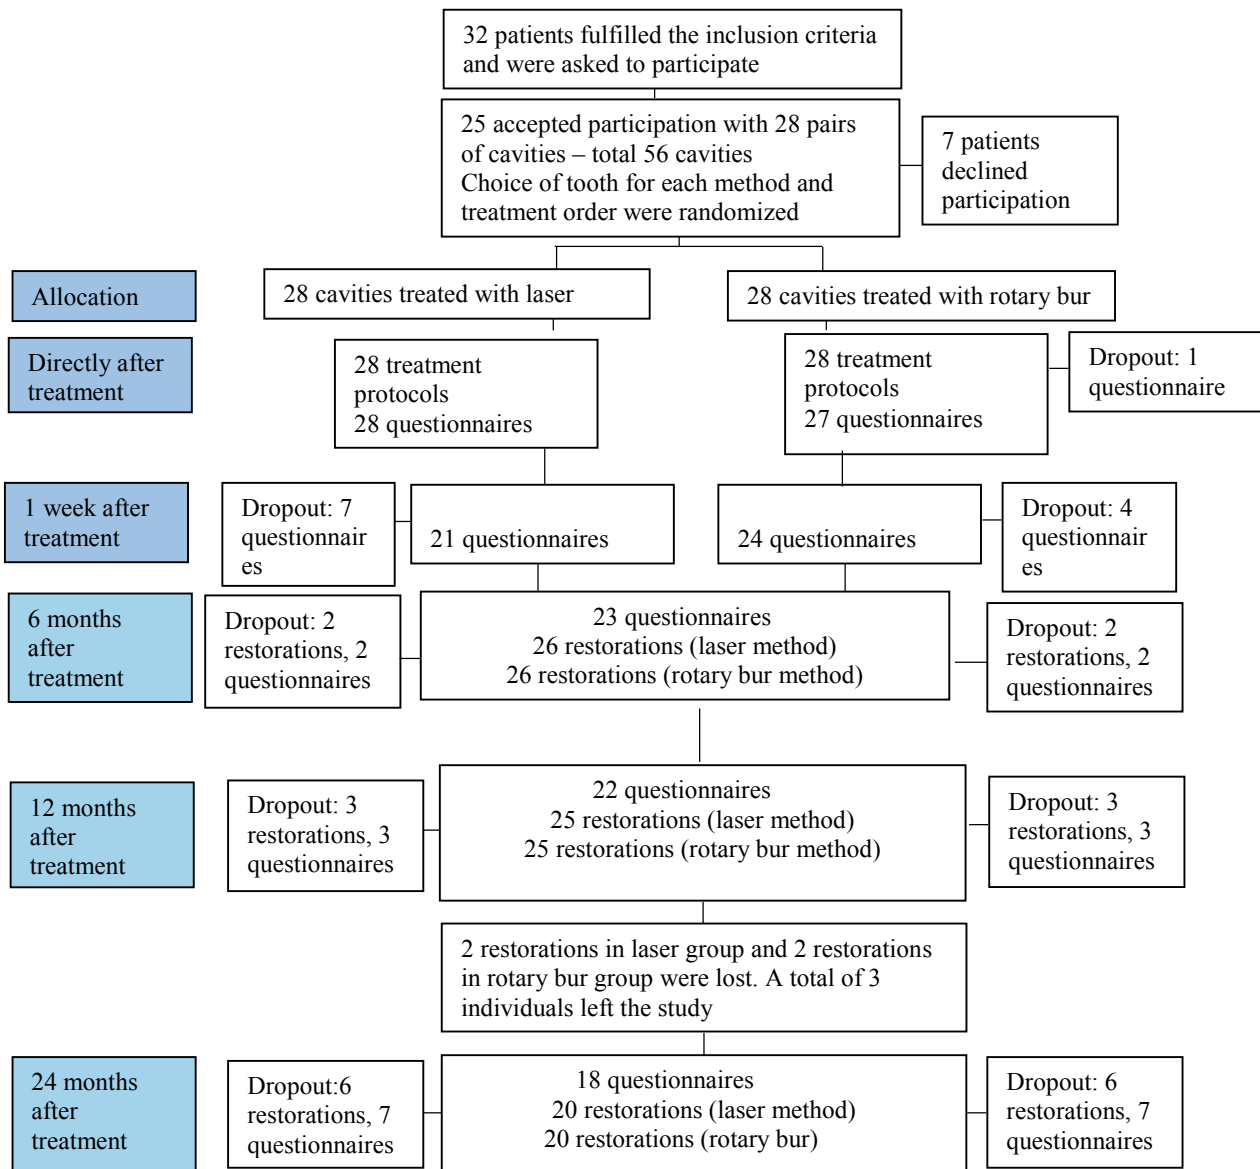 32 patients fulfilled the inclusion criteria
and were asked to participate
25 accepted participation with 28 pairs
of cavities – total 56 cavities
Choice of tooth for each method and
treatment order were randomized
7 patients
declined
participation
Allocation
28 cavities treated with laser
28 cavities treated with rotary bur
Directly after
treatment
28 treatment
protocols
28 questionnaires
28 treatment
protocols
27 questionnaires
Dropout: 1
questionnaire
1 week after
treatment
Dropout: 7
questionnair
es
21 questionnaires
24 questionnaires
Dropout: 4
questionnair
es
6 months
after
treatment
Dropout: 2
restorations, 2
questionnaires
23 questionnaires
26 restorations (laser method)
26 restorations (rotary bur method)
Dropout: 2
restorations, 2
questionnaires
12 months
after
treatment
Dropout: 3
restorations, 3
questionnaires
22 questionnaires
25 restorations (laser method)
25 restorations (rotary bur method)
Dropout: 3
restorations, 3
questionnaires
2 restorations in laser group and 2 restorations
in rotary bur group were lost. A total of 3
individuals left the study
24 months
after
treatment
Dropout:6
restorations, 7
questionnaires
18 questionnaires
20 restorations (laser method)
20 restorations (rotary bur)
Dropout: 6
restorations, 7
questionnaires